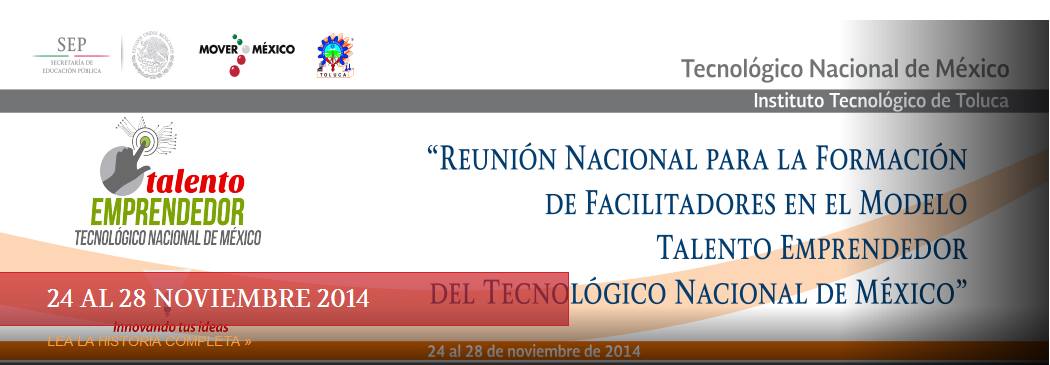 SEP
SECRETARÍA DE
EDUCACIÓN PÚBLICA
MOVER MÉXICO
TOLUCA
Tecnológico Nacional de México
Instituto Tecnológico de Toluca
talento
EMPRENDEDOR
TECNOLÓGICO NACIONAL DE MÉXICO
“REUNIÓN NACIONAL PARA LA FORMACIÓN
DE FACILITADORES EN EL MODELO
TALENTO EMPRENDEDOR
DEL TECNOLÓGICO NACIONAL DE MÉXICO”
24 AL 28 NOVIEMBRE 2014
Innovando tus ideas
LEA LA HISTORIA COMPLETA »
24 al 28 de noviembre de 2014